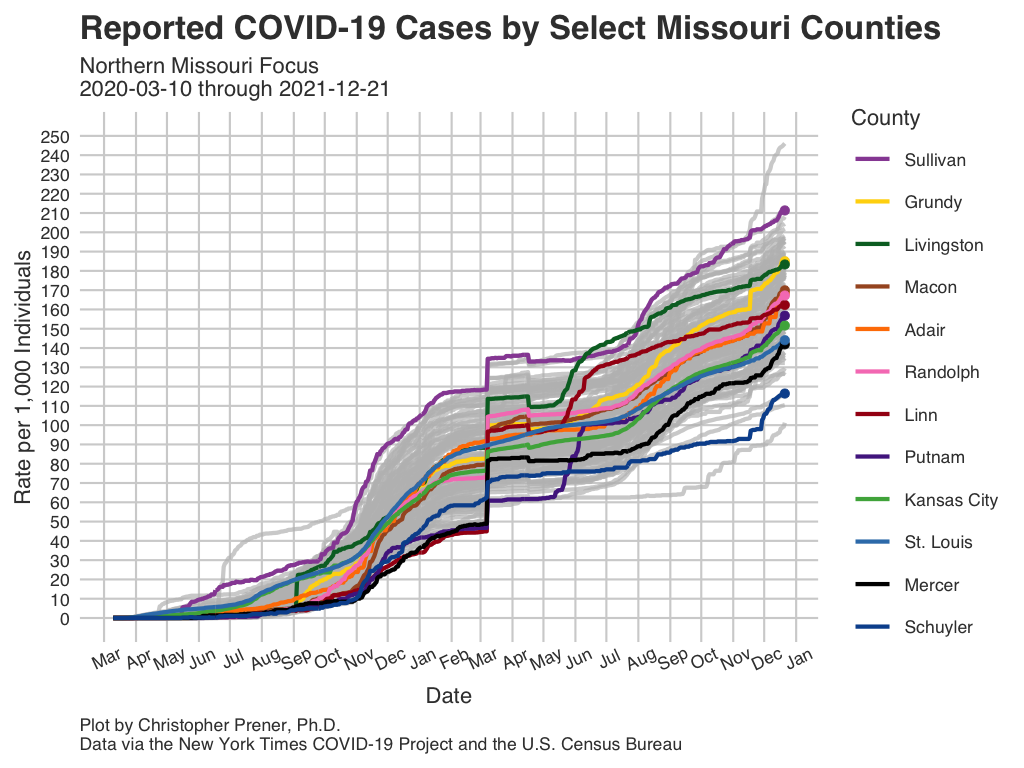 Reported COVID-19 Cases by Select Missouri Counties
Northern Missouri Focus
2020-03-10 through 2021-12-21
County
Sullivan
Grundy
Livingston
Macon
Adair
Randolph
Linn
Putnam
Kansas City
St. Louis
Mercer
Schuyler
Rate per 1,000 Individuals
250
240
230
220
210
200
190
180
170
160
150
140
130
120
110
100
90
80
70
60
50
40
30
20
10
0
Mar Apr May Jun Jul Aug Sep Oct Nov Dec Jan Feb Mar Apr May Jun Jul Aug Sep Oct Nov Dec Jan
Date
Plot by Christopher Prener, Ph.D.
Data via the New York Times COVID-19 Project and the U.S. Census Bureau